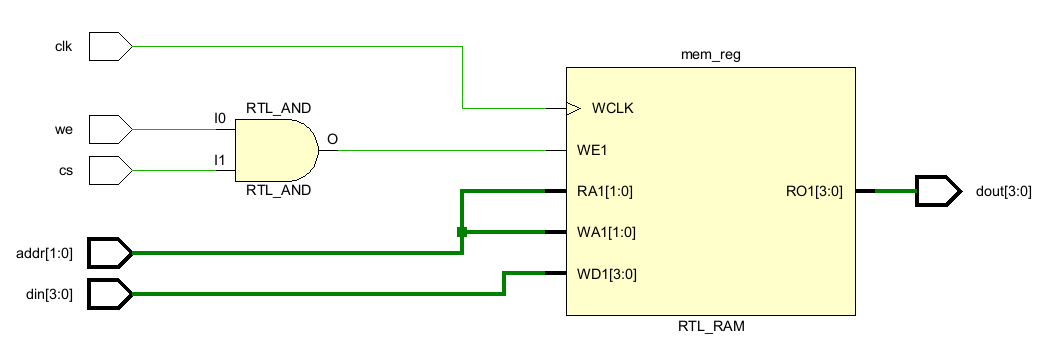 mem_reg
clk
WCLK
RTL_AND
we
I0
O
WE1
I1
cs
RTL_AND
RA1[1:0]
RO1[3:0]
dout[3:0]
WA1[1:0]
addr[1:0]
WD1[3:0]
din[3:0]
RTL_RAM